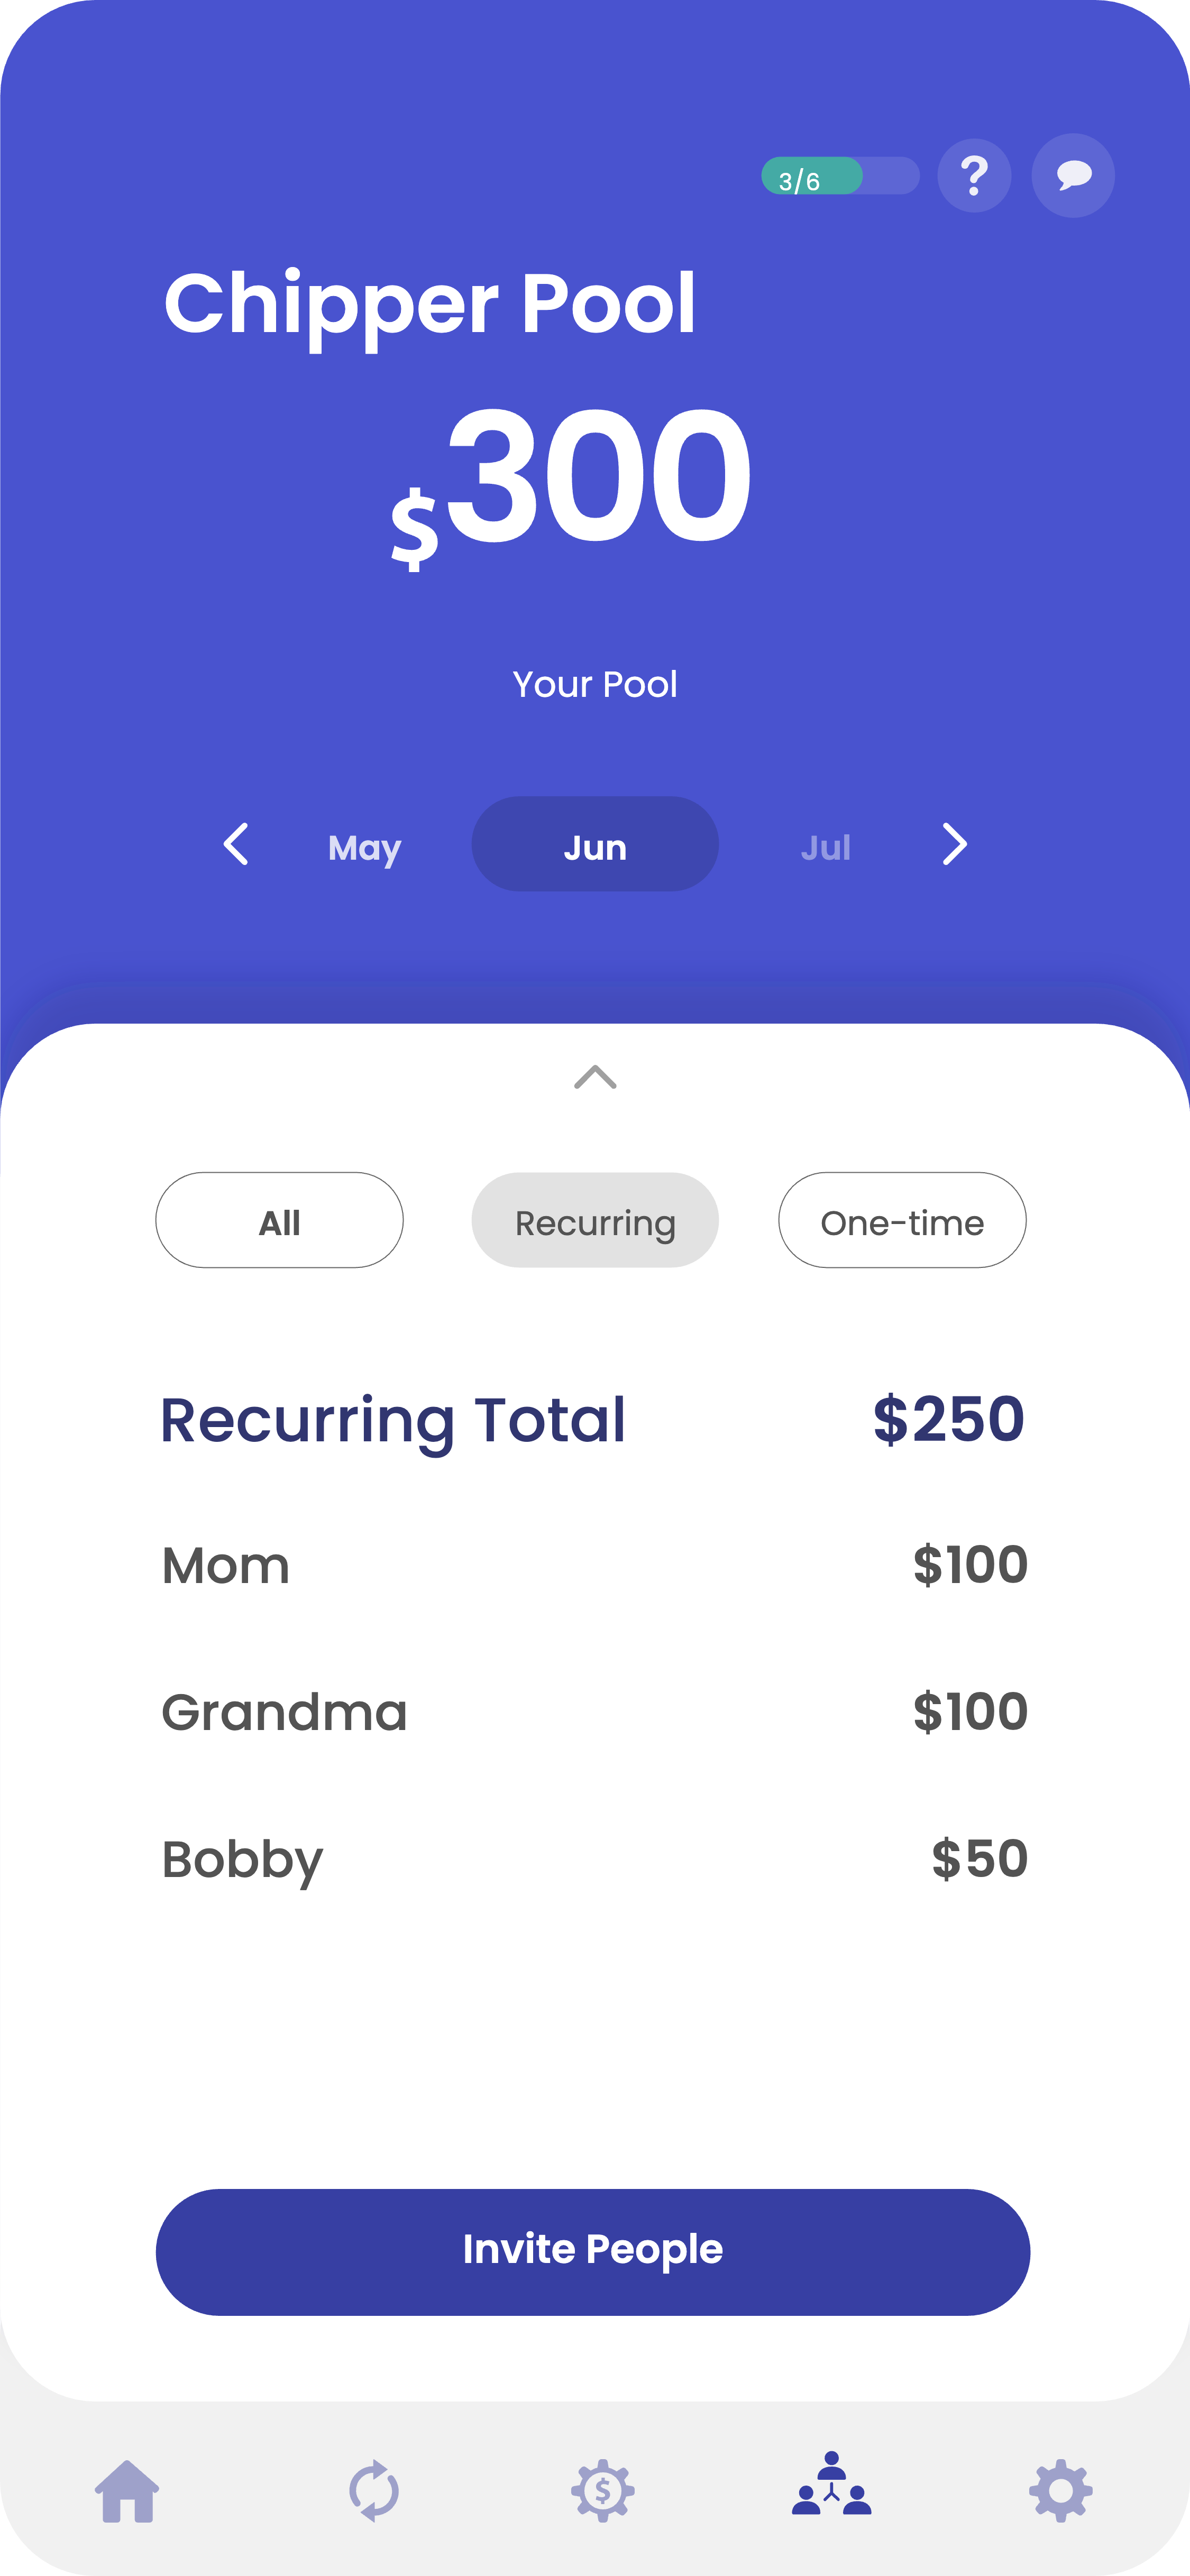 3/6 ?
Chipper Pool
$300
Your Pool
May Jun Jul
All Recurring One-time
Recurring Total $250
Mom $100
Grandma $100
Bobby $50
Invite People
$